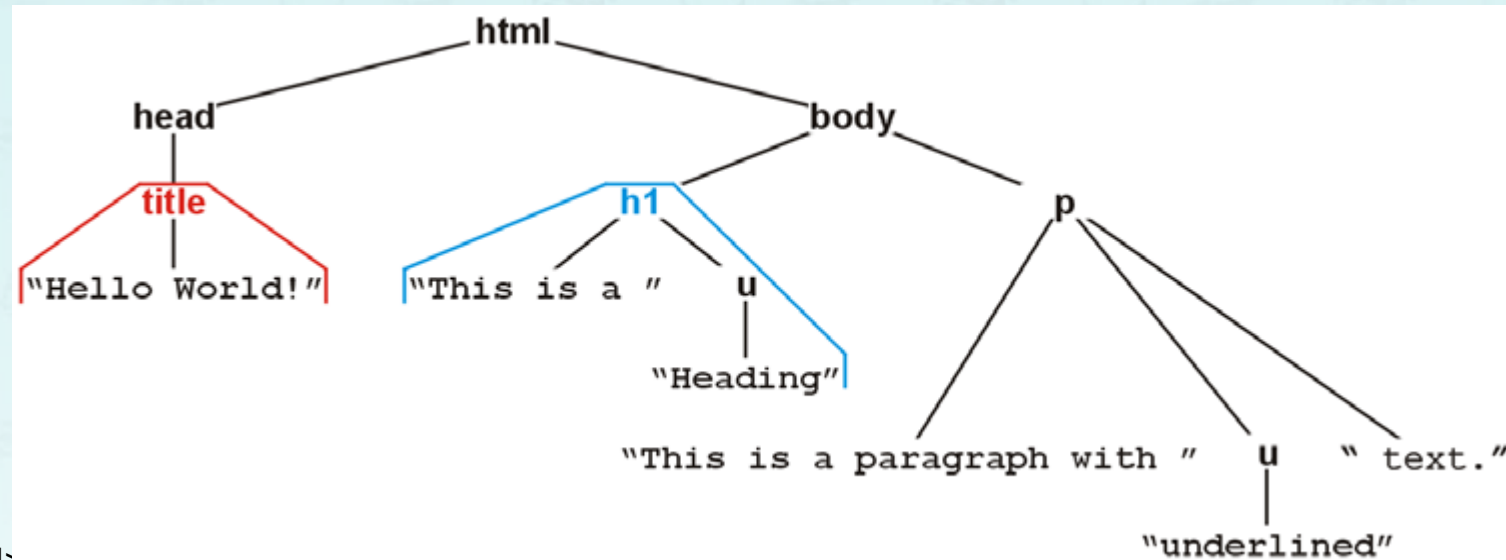 html
head body
title h1 p
“Hello World!” “This is a ” u
“Heading”
“This is a paragraph with ” u “ text.”
“underlined”